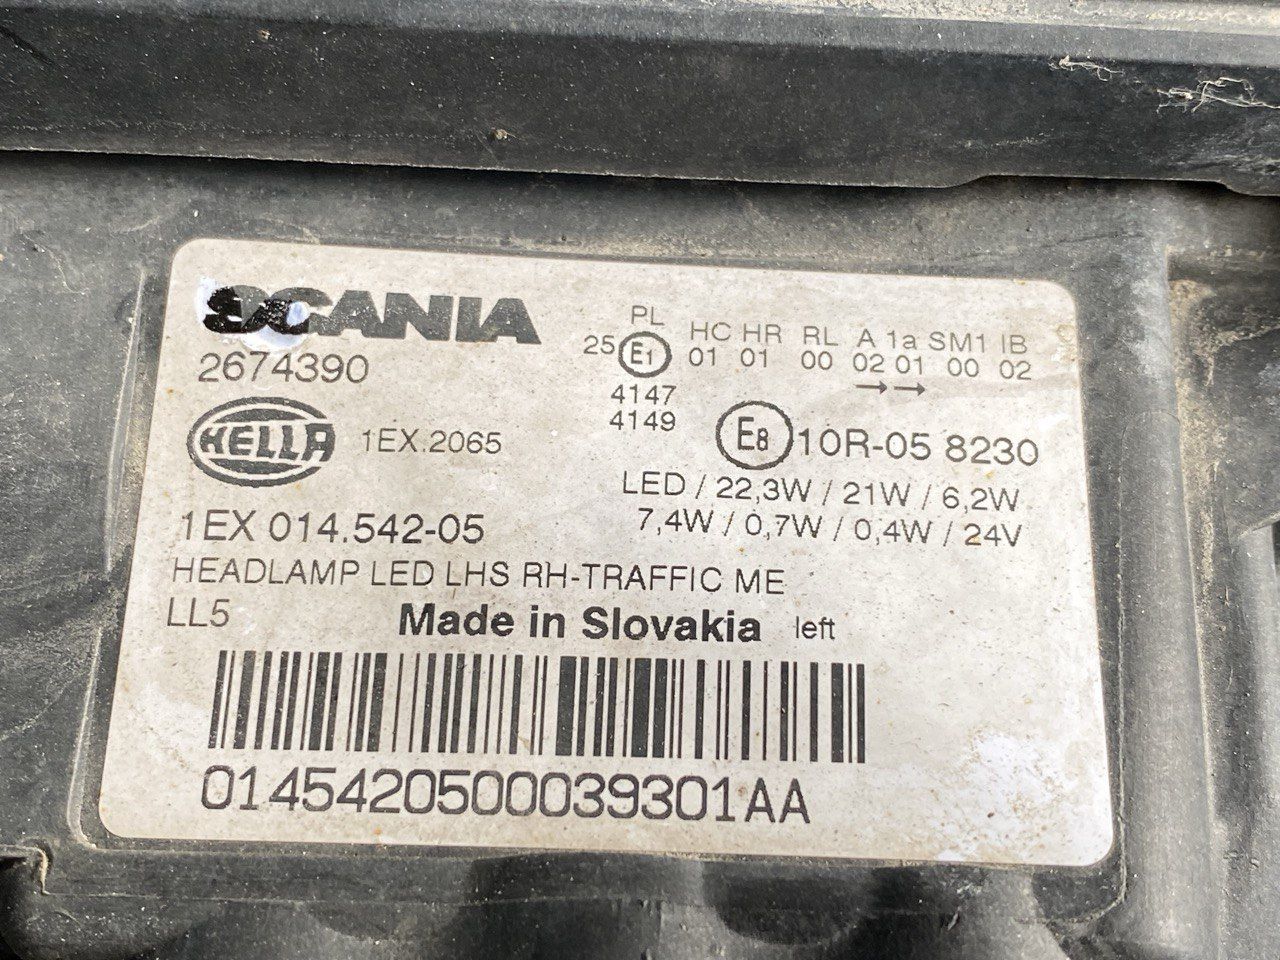 SCANIA
2674390
HELLA 1EX.2065
1EX 014.542-05
PL HC HR RL A 1a SM1 IB
25 E1 01 01 00 02 01 00 02
→ →
4147
4149
E8 10R-05 8230
LED / 22,3W / 21W / 6,2W
7,4W / 0,7W / 0,4W / 24V
HEADLAMP LED LHS RH-TRAFFIC ME
LL5 Made in Slovakia left
0145420500039301AA